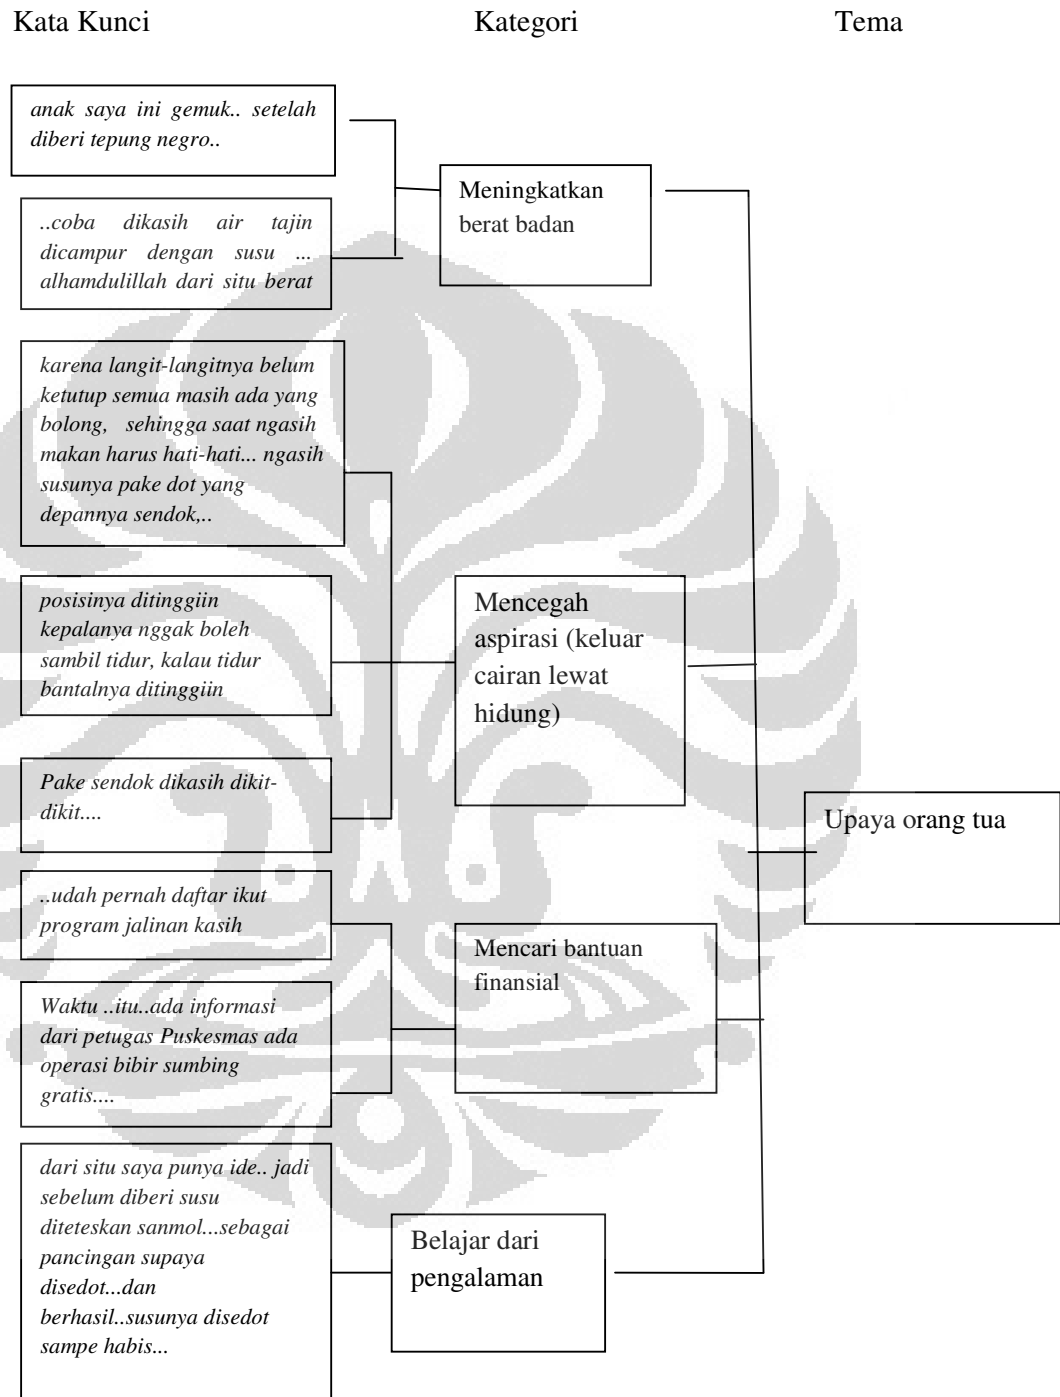 Kata Kunci
Kategori
Tema
anak saya ini gemuk.. setelah
diberi tepung negro..
..coba dikasih air tajin
dicampur dengan susu ...
alhamdulillah dari situ berat
karena langit-langitnya belum
ketutup semua masih ada yang
bolong, sehingga saat ngasih
makan harus hati-hati... ngasih
susunya pake dot yang
depannya sendok,..
posisinya ditinggiin
kepalanya nggak boleh
sambil tidur, kalau tidur
bantalnya ditinggiin
Pake sendok dikasih dikit-
dikit....
..udah pernah daftar ikut
program jalinan kasih
Waktu ..itu..ada informasi
dari petugas Puskesmas ada
operasi bibir sumbing
gratis....
dari situ saya punya ide.. jadi
sebelum diberi susu
diteteskan sanmol...sebagai
pancingan supaya
disedot...dan
berhasil..susunya disedot
sampe habis...
Meningkatkan
berat badan
Mencegah
aspirasi (keluar
cairan lewat
hidung)
Mencari bantuan
finansial
Belajar dari
pengalaman
Upaya orang tua